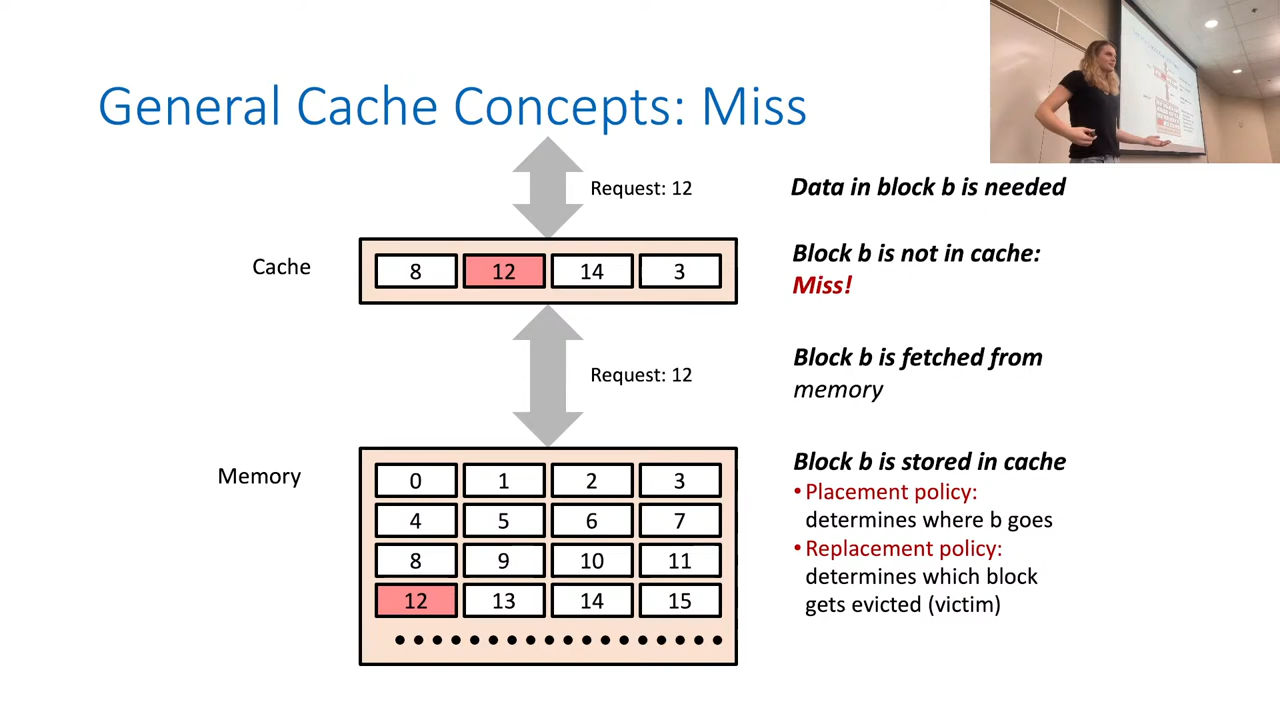 General Cache Concepts: Miss
Request: 12
Data in block b is needed
Cache
8 12 14 3
Block b is not in cache:
Miss!
Request: 12
Block b is fetched from
memory
Memory
0 1 2 3
4 5 6 7
8 9 10 11
12 13 14 15
Block b is stored in cache
• Placement policy:
determines where b goes
• Replacement policy:
determines which block
gets evicted (victim)